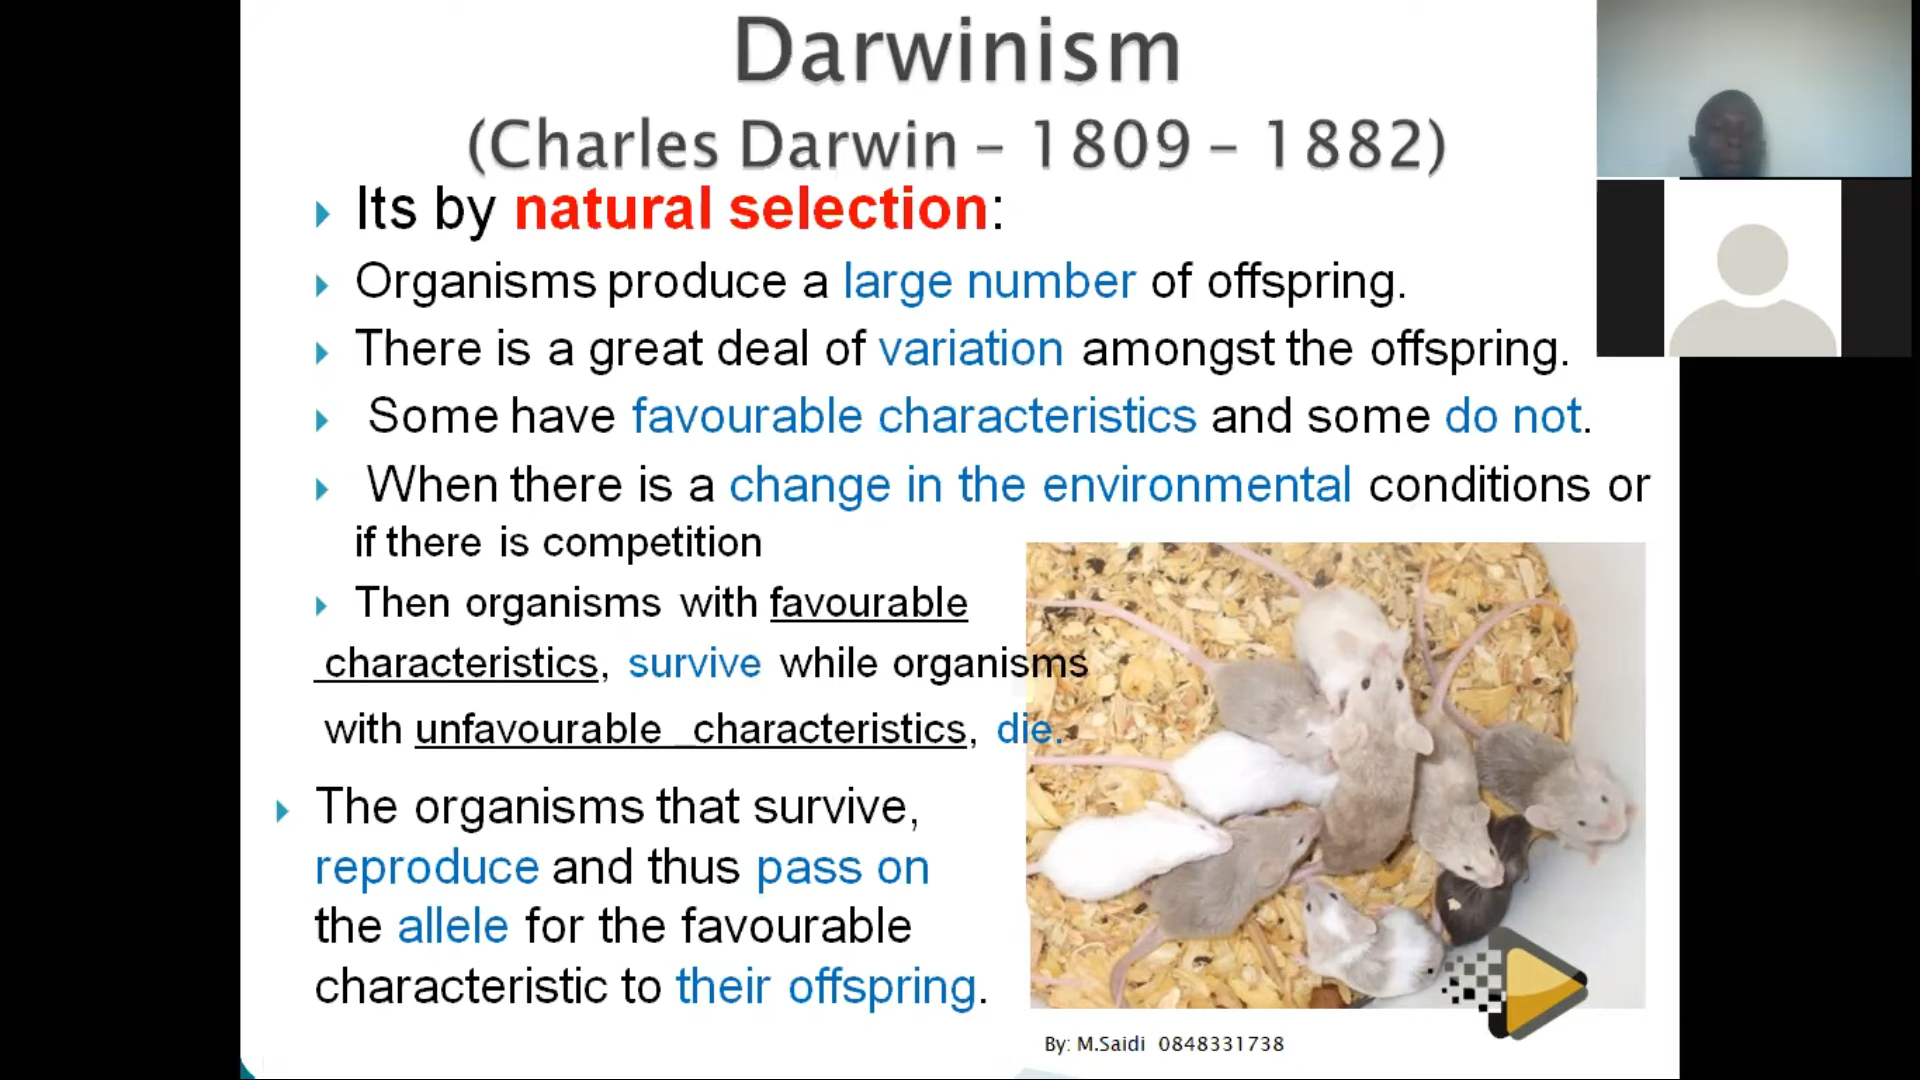 Darwinism
(Charles Darwin – 1809 – 1882)
Its by natural selection:
Organisms produce a large number of offspring.
There is a great deal of variation amongst the offspring.
Some have favourable characteristics and some do not.
When there is a change in the environmental conditions or
if there is competition
Then organisms with favourable
characteristics, survive while organisms
with unfavourable _characteristics, die.
The organisms that survive,
reproduce and thus pass on
the allele for the favourable
characteristic to their offspring.
By: M.Saidi 0848331738